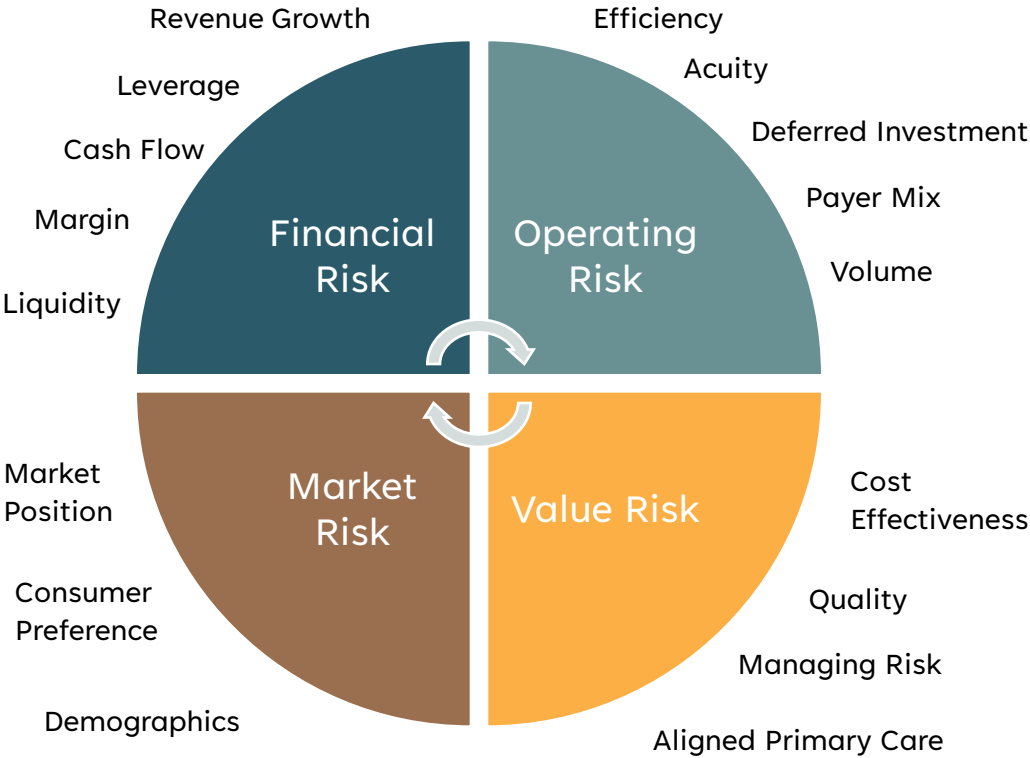 Revenue Growth
Leverage
Cash Flow
Margin
Liquidity
Financial
Risk
Efficiency
Acuity
Deferred Investment
Payer Mix
Volume
Operating
Risk
Market
Position
Consumer
Preference
Demographics
Market
Risk
Value Risk
Cost
Effectiveness
Quality
Managing Risk
Aligned Primary Care